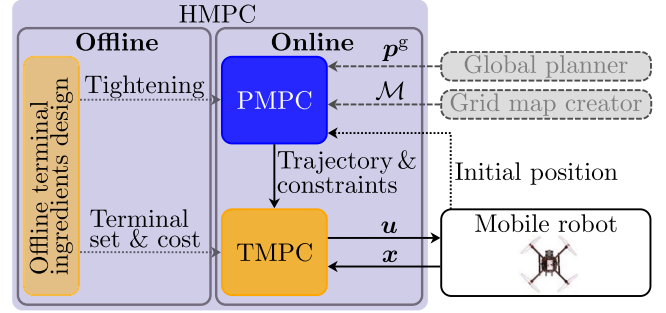 HMPC
Offline
Online
Offline terminal
ingredients design
Tightening
PMPC
𝒑ᵍ
ℳ
Global planner
Grid map creator
Trajectory &
constraints
Initial position
Terminal
set & cost
TMPC
𝒖
𝒙
Mobile robot